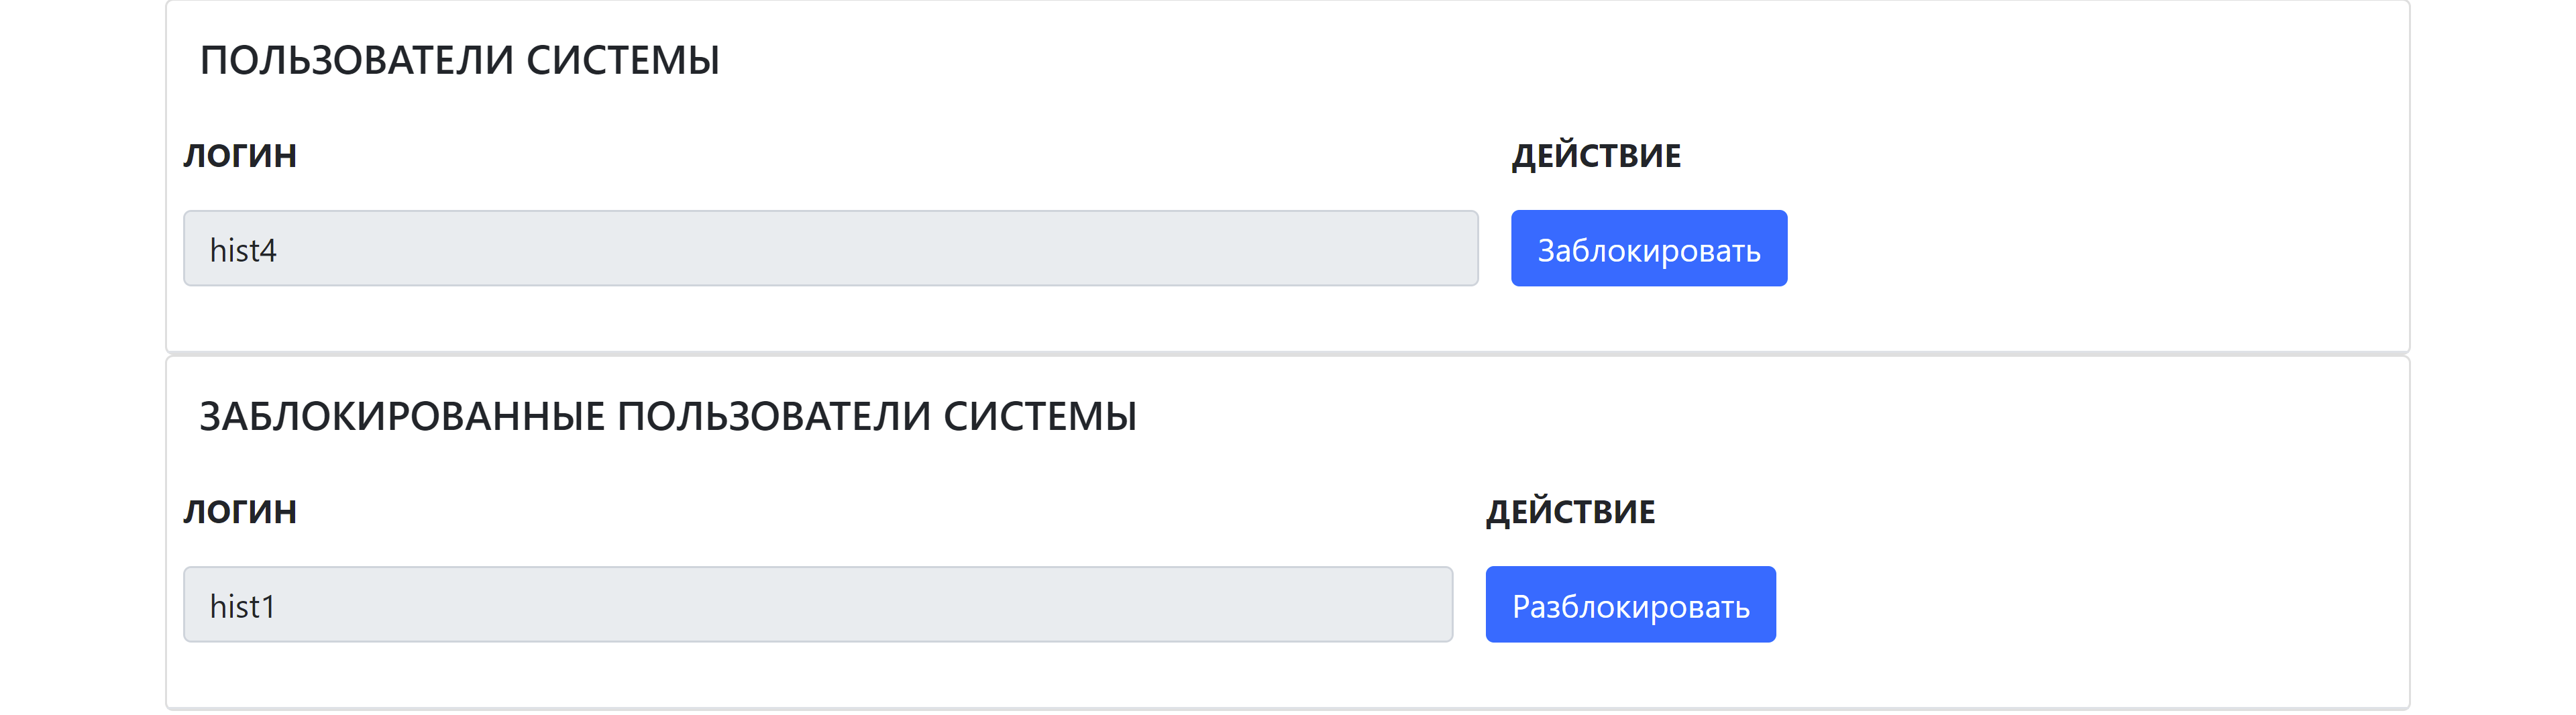 ПОЛЬЗОВАТЕЛИ СИСТЕМЫ
ЛОГИН ДЕЙСТВИЕ
hist4 Заблокировать
ЗАБЛОКИРОВАННЫЕ ПОЛЬЗОВАТЕЛИ СИСТЕМЫ
ЛОГИН ДЕЙСТВИЕ
hist1 Разблокировать